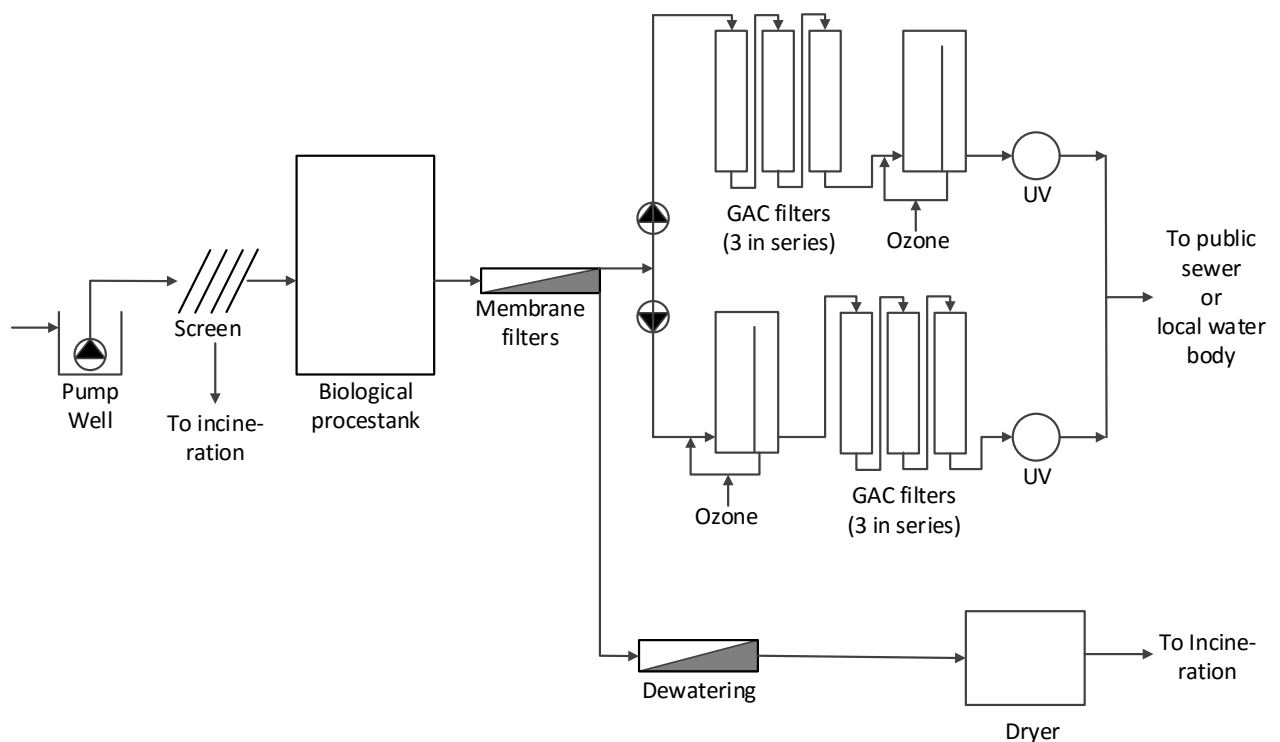 Pump
Well
Screen
To incine-
ration
Biological
procestank
Membrane
filters
GAC filters
(3 in series)
Ozone
UV
Ozone
GAC filters
(3 in series)
UV
To public
sewer
or
local water
body
Dewatering
Dryer
To Incine-
ration